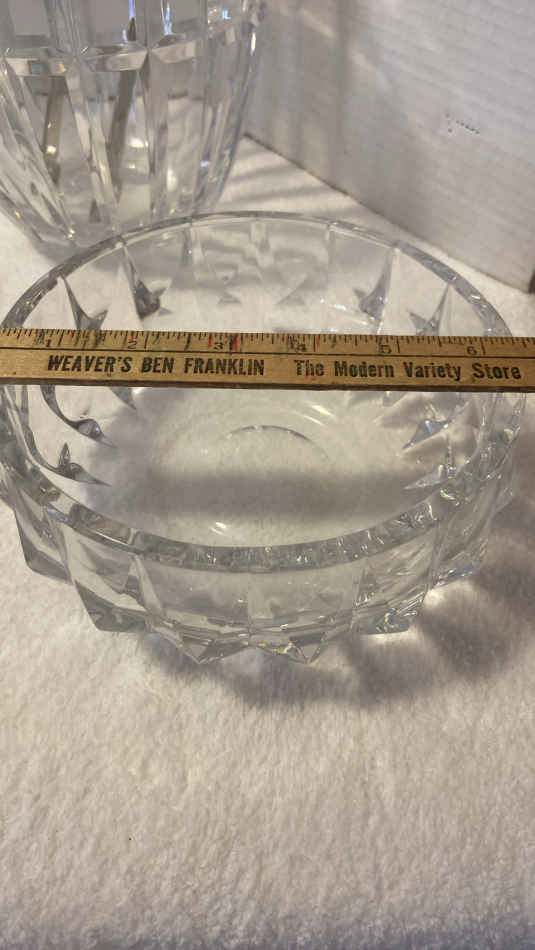 1 2 3 4 5 6
WEAVER'S BEN FRANKLIN The Modern Variety Store